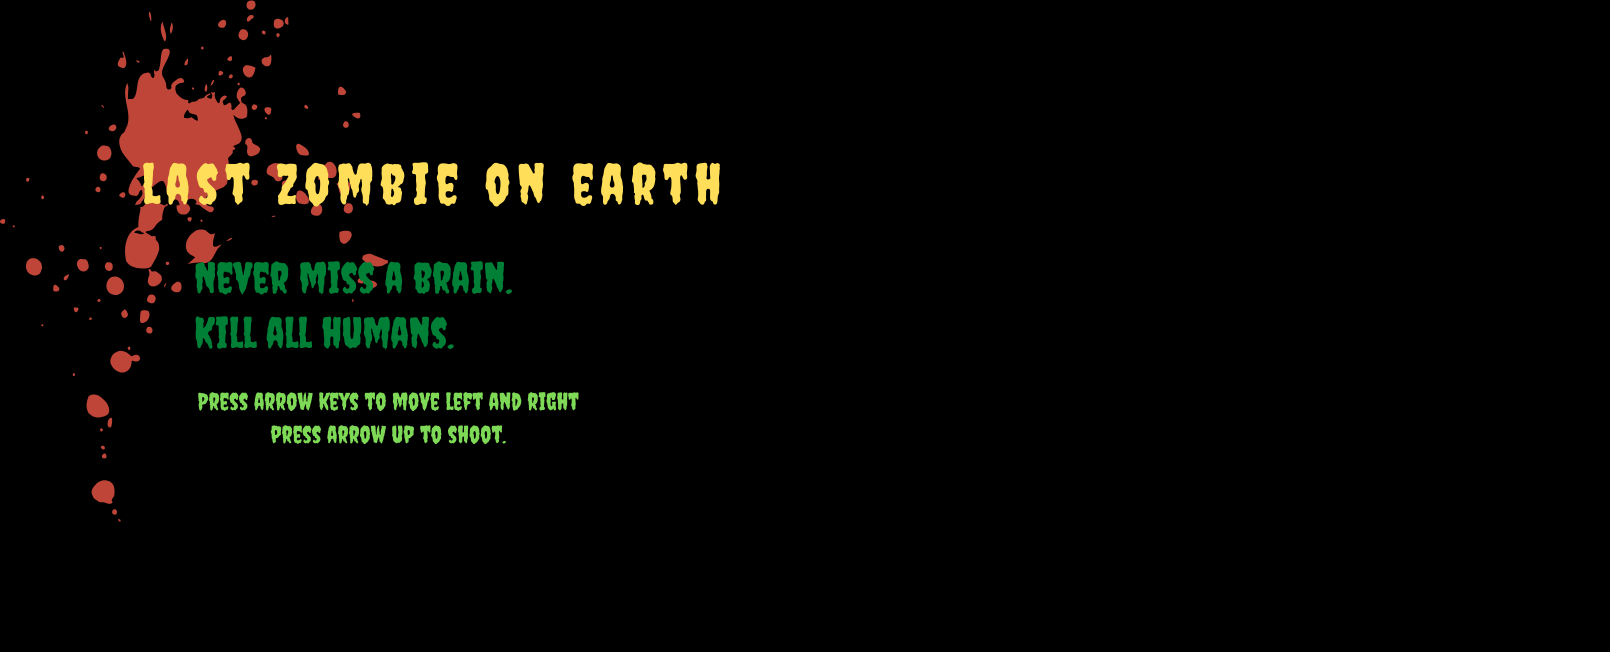 LAST ZOMBIE ON EARTH
NEVER MISS A BRAIN.
KILL ALL HUMANS.
PRESS ARROW KEYS TO MOVE LEFT AND RIGHT
PRESS ARROW UP TO SHOOT.